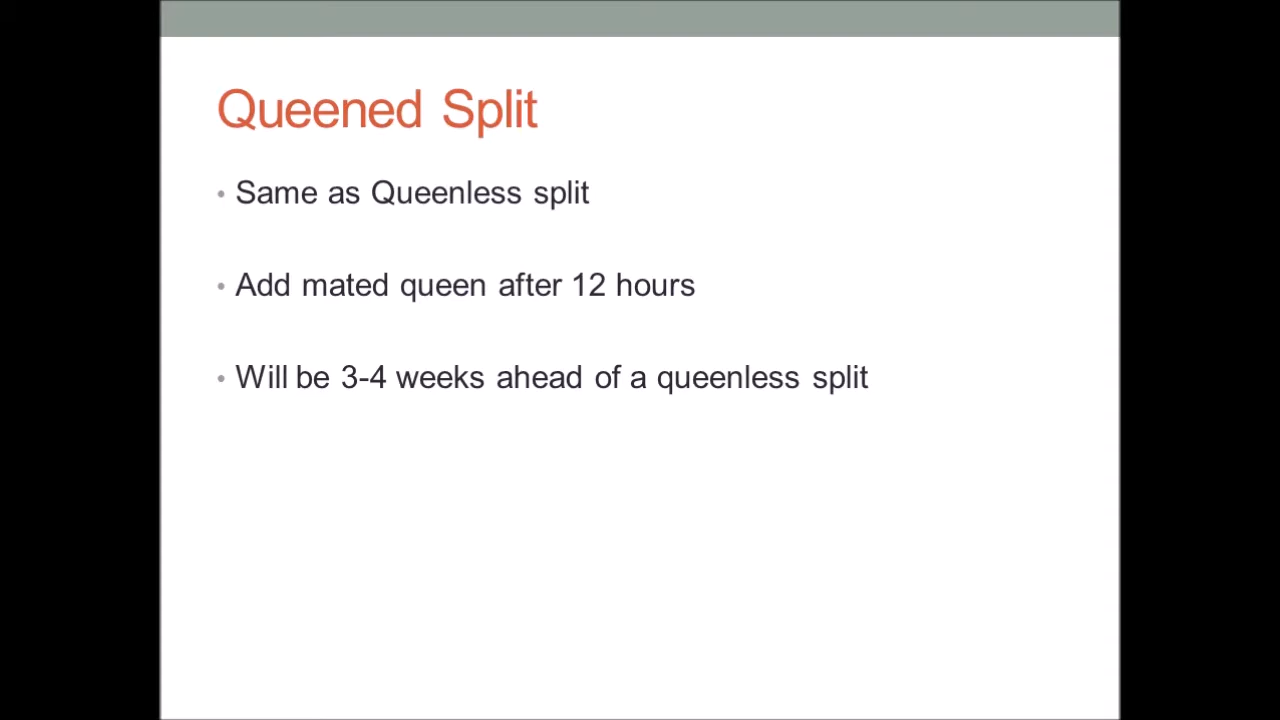 Queened Split
• Same as Queenless split
• Add mated queen after 12 hours
• Will be 3-4 weeks ahead of a queenless split